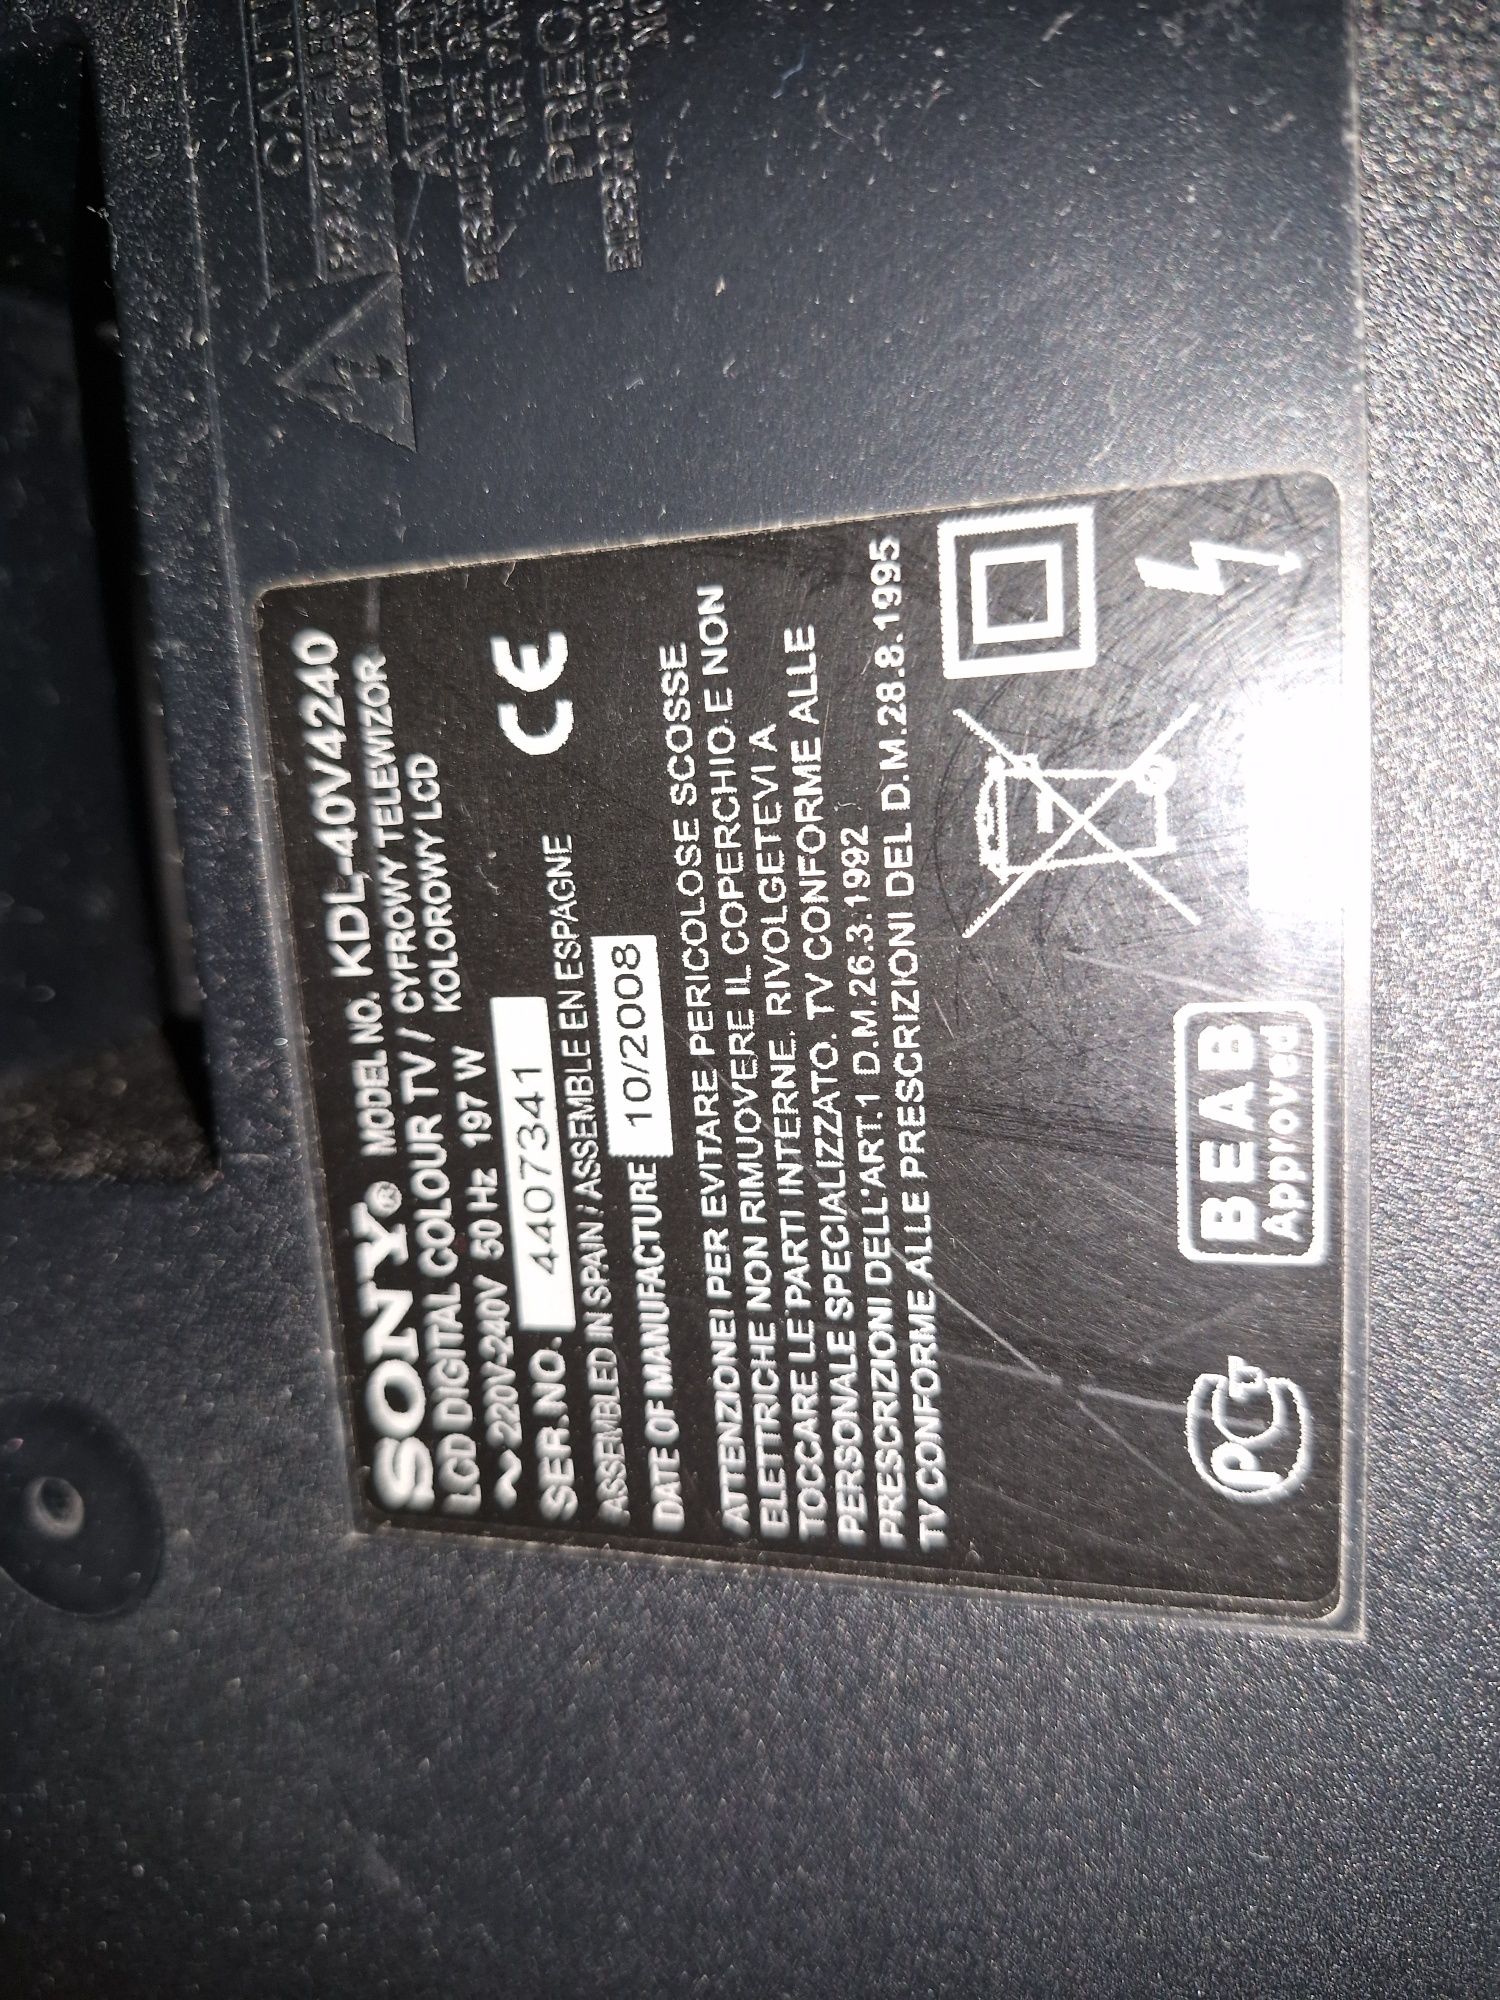 SONY® MODEL NO. KDL-40V4240
LCD DIGITAL COLOUR TV / CYFROWY TELEWIZOR
KOLOROWY LCD
~ 220V-240V 50 Hz 197 W
SER.NO. 4407341
ASSEMBLED IN SPAIN / ASSEMBLE EN ESPAGNE
CE
DATE OF MANUFACTURE 10/2008
ATTENZIONE! PER EVITARE PERICOLOSE SCOSSE
ELETTRICHE NON RIMUOVERE IL COPERCHIO E NON
TOCCARE LE PARTI INTERNE. RIVOLGETEVI A
PERSONALE SPECIALIZZATO. TV CONFORME ALLE
PRESCRIZIONI DELL'ART.1 D.M.26.3.1992
TV CONFORME ALLE PRESCRIZIONI DEL D.M.28.8.1995
PCT
BEAB
Approved